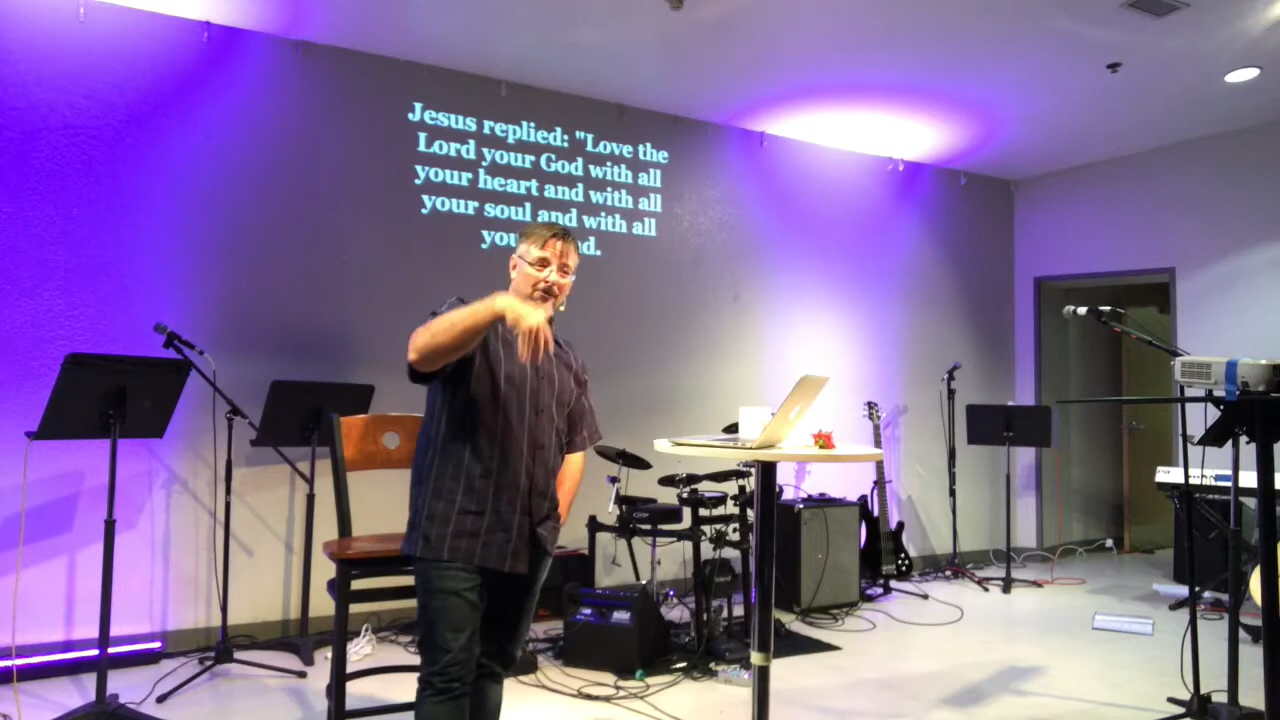 Jesus replied: "Love the
Lord your God with all
your heart and with all
your soul and with all